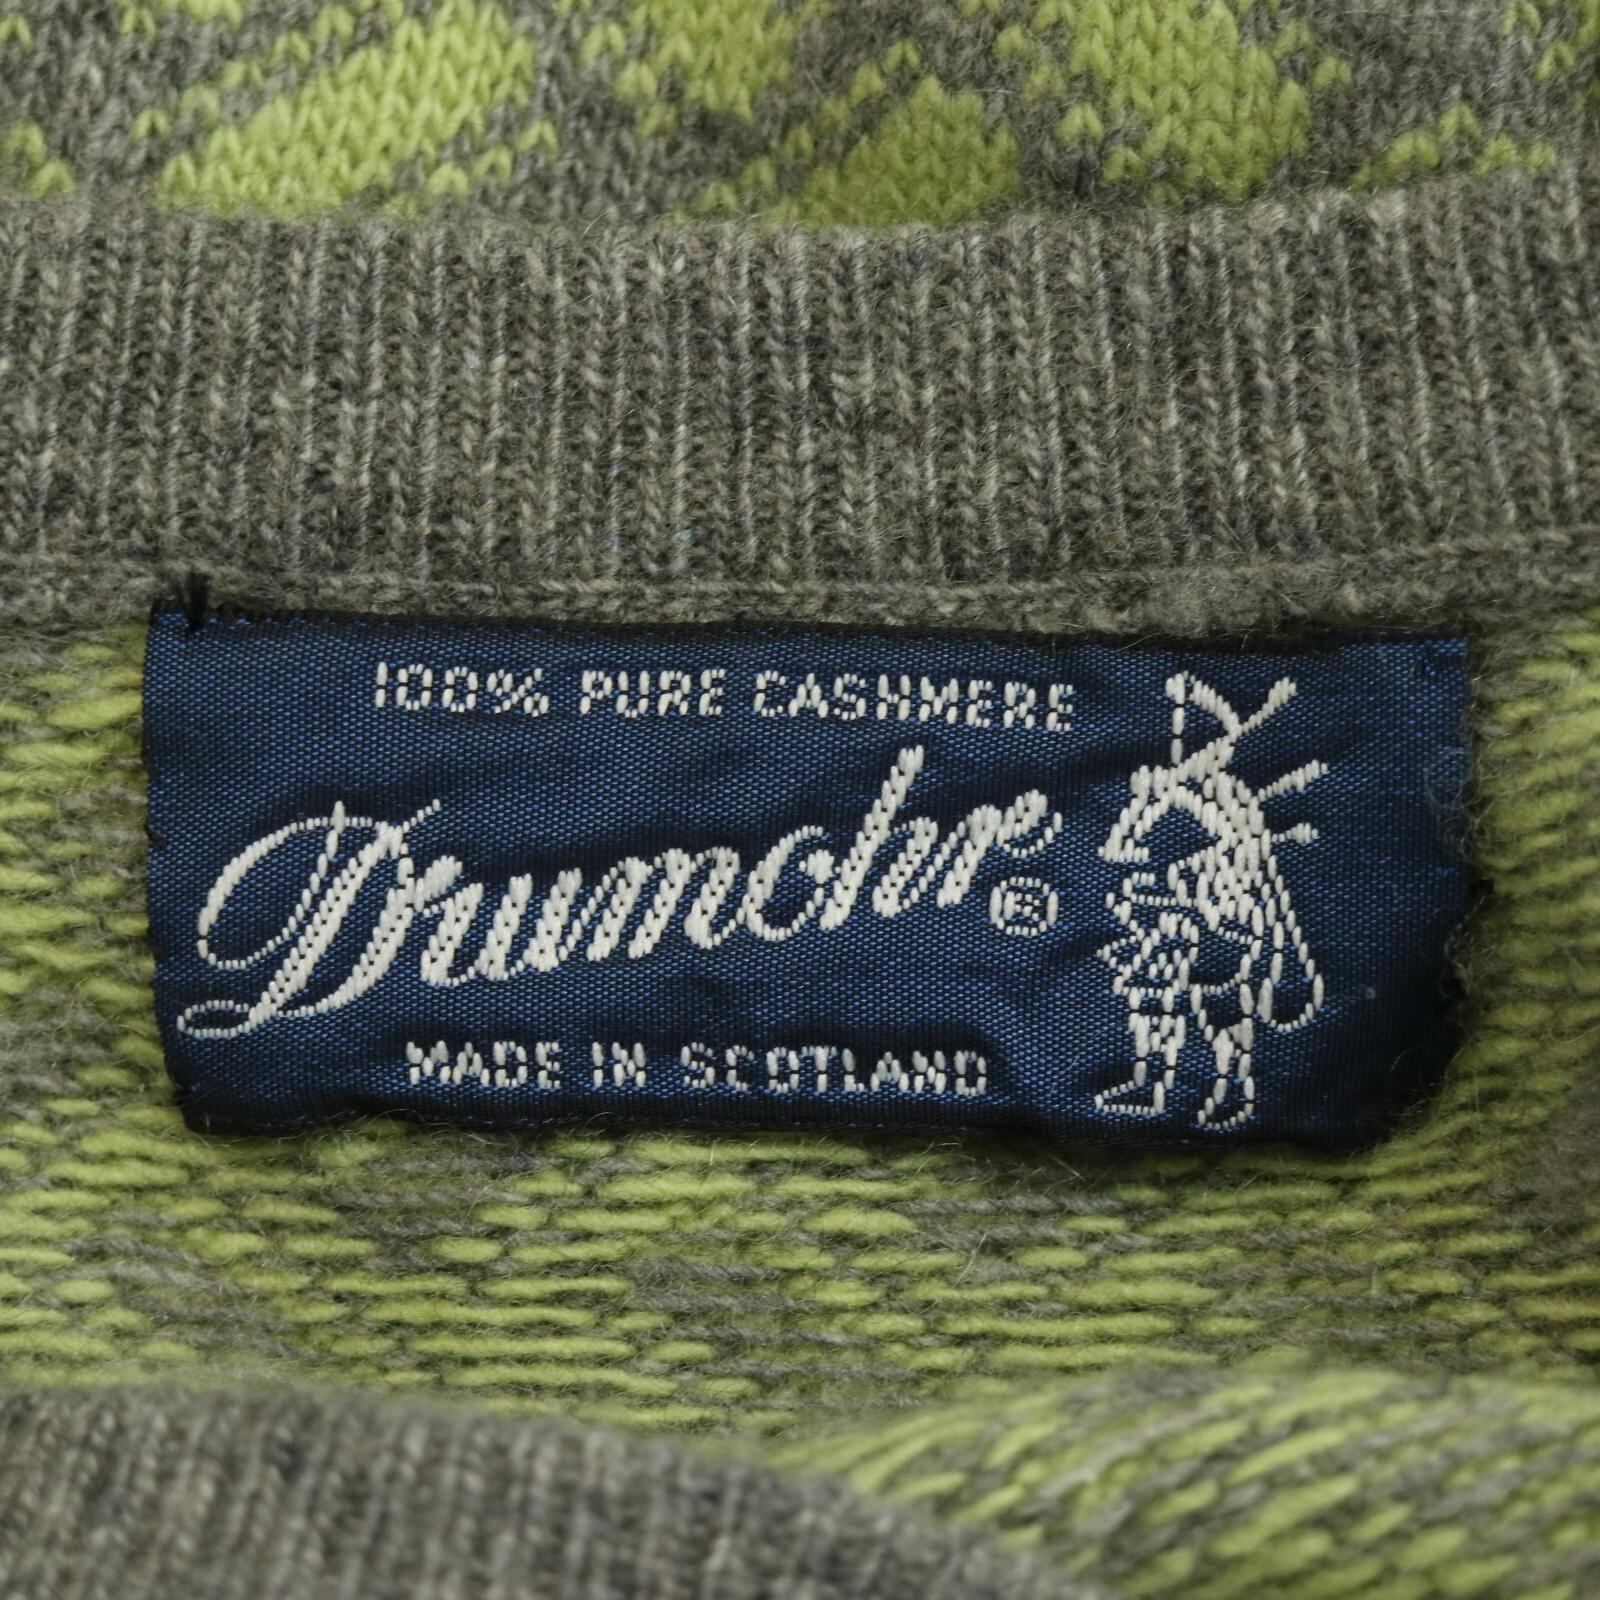 100% PURE CASHMERE
Drumohr®
MADE IN SCOTLAND